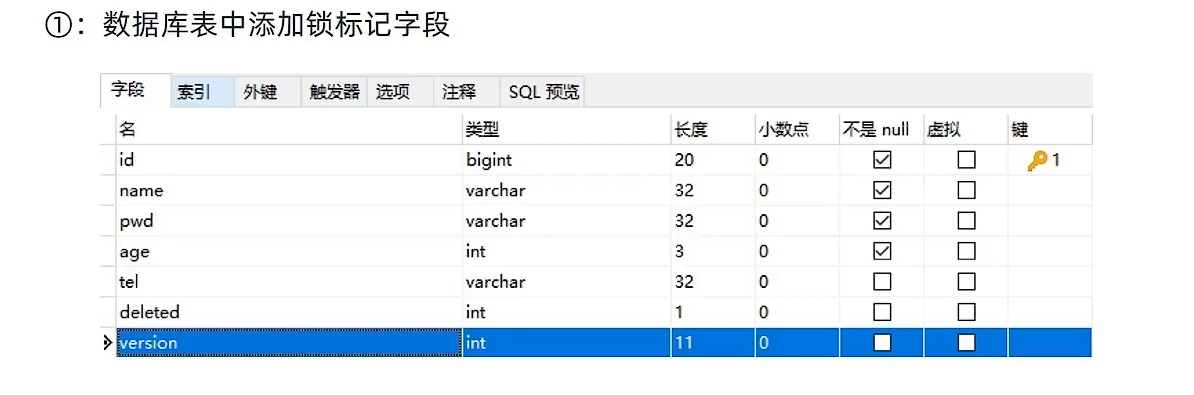 ①：数据库表中添加锁标记字段
字段 索引 外键 触发器 选项 注释 SQL 预览
名 类型 长度 小数点 不是 null 虚拟 键
id bigint 20 0 1
name varchar 32 0
pwd varchar 32 0
age int 3 0
tel varchar 32 0
deleted int 1 0
version int 11 0